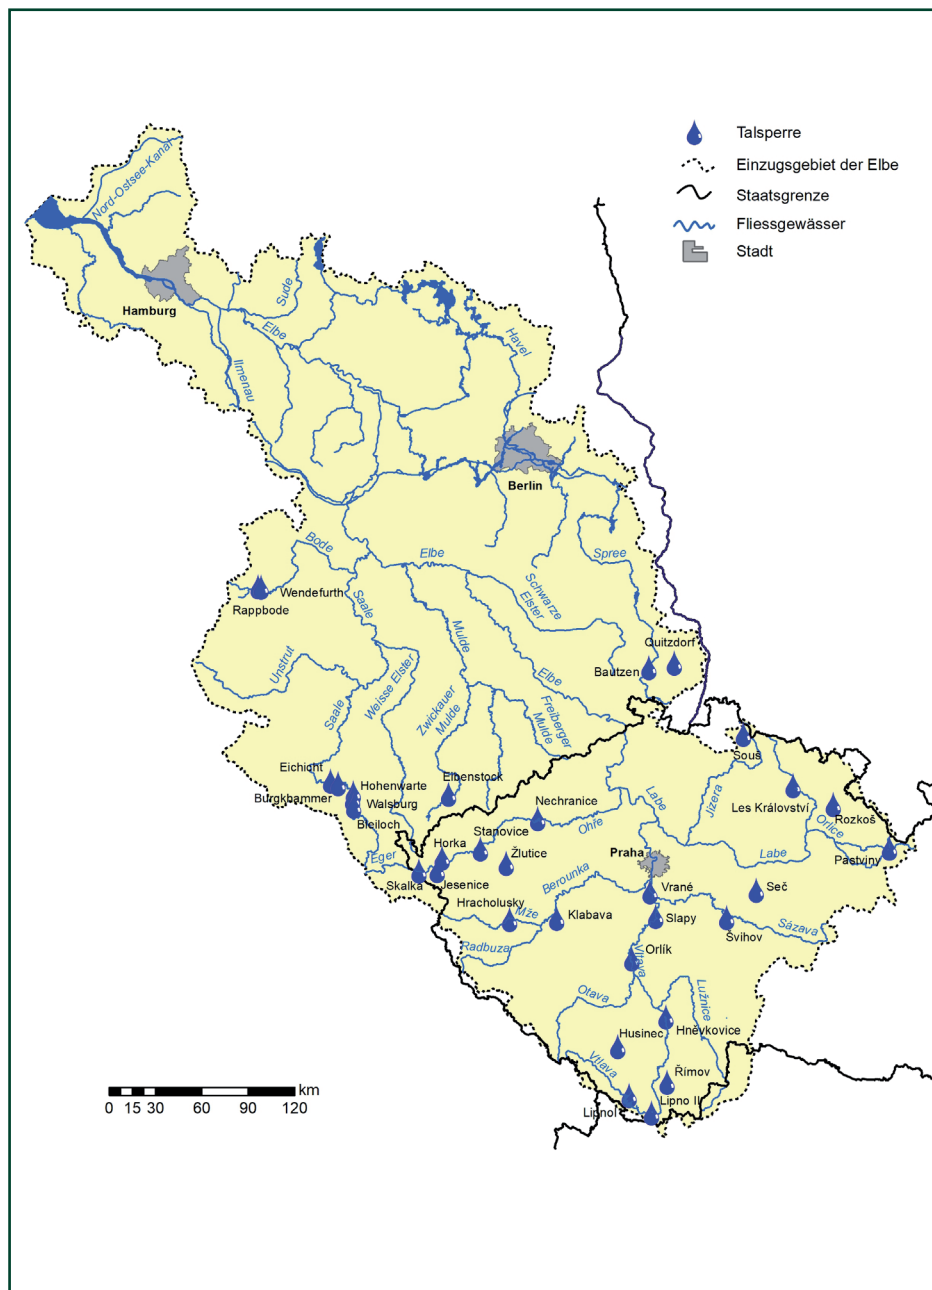 Talsperre
Einzugsgebiet der Elbe
Staatsgrenze
Fliessgewässer
Stadt
Nord-Ostsee-Kanal
Hamburg
Sude
Elbe
Ilmenau
Havel
Berlin
Bode
Elbe
Spree
Wendefurth
Rappbode
Saale
Schwarze
Elster
Mulde
Quitzdorf
Bautzen
Unstrut
Weisse Elster
Elbe
Saale
Zwickauer
Mulde
Freiberger
Mulde
Souš
Eichicht
Hohenwarte
Burgkhammer
Walsburg
Bleiloch
Eibenstock
Nechranice
Labe
Jizera
Les Království
Rozkoš
Orlice
Ohře
Stanovice
Horka
Žlutice
Praha
Labe
Pastviny
Eger
Skalka
Jesenice
Berounka
Vrané
Seč
Hracholusky
Mže
Klabava
Slapy
Švihov
Sázava
Radbuza
Orlík
Vltava
Otava
Lužnice
Husinec
Hněvkovice
Vltava
Římov
LipnoI
Lipno II
km
0 15 30 60 90 120